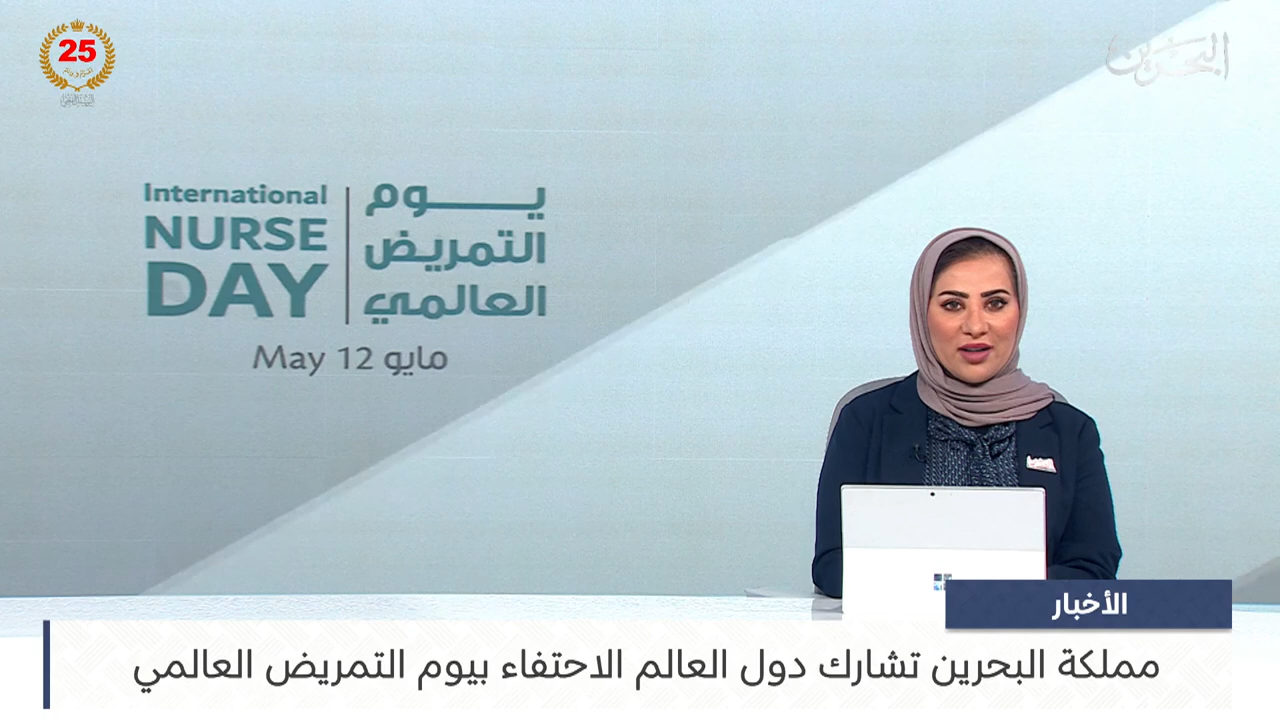 25
البحرين
International
NURSE
DAY
يـــوم
التمريض
العالمي
May 12 مايو
الأخبار
مملكة البحرين تشارك دول العالم الاحتفاء بيوم التمريض العالمي